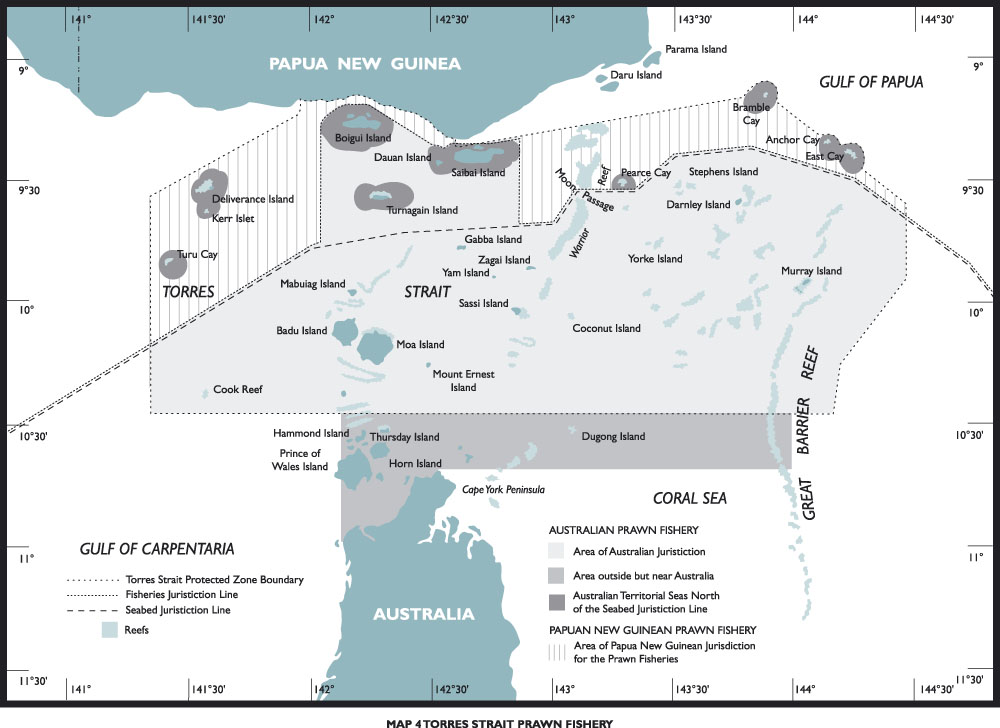 141° 141°30' 142° 142°30' 143° 143°30' 144° 144°30'
Parama Island
PAPUA NEW GUINEA
9° 9°
Daru Island
GULF OF PAPUA
Bramble
Cay
Boigui Island
Anchor Cay
Dauan Island
East Cay
Saibai Island
Moon
Passage
Reef
Warrior
Pearce Cay
Stephens Island
9°30' 9°30'
Deliverance Island
Kerr Islet
Turnagain Island
Darnley Island
Gabba Island
Turu Cay
Zagai Island
Yorke Island
Yam Island
Murray Island
Mabuiag Island
TORRES STRAIT
Sassi Island
10° 10°
Badu Island
Coconut Island
Moa Island
Mount Ernest
Island
Cook Reef
GREAT BARRIER REEF
Hammond Island
Thursday Island
Dugong Island
10°30' 10°30'
Prince of
Wales Island
Horn Island
Cape York Peninsula
CORAL SEA
AUSTRALIAN PRAWN FISHERY
GULF OF CARPENTARIA
Area of Australian Juristiction
11° 11°
Area outside but near Australia
Torres Strait Protected Zone Boundary
Fisheries Juristiction Line
Seabed Juristiction Line
Reefs
Australian Territorial Seas North
of the Seabed Juristiction Line
AUSTRALIA
PAPUAN NEW GUINEAN PRAWN FISHERY
Area of Papua New Guinean Jurisdiction
for the Prawn Fisheries
11°30' 11°30'
141° 141°30' 142° 142°30' 143° 143°30' 144° 144°30'
MAP 4 TORRES STRAIT PRAWN FISHERY